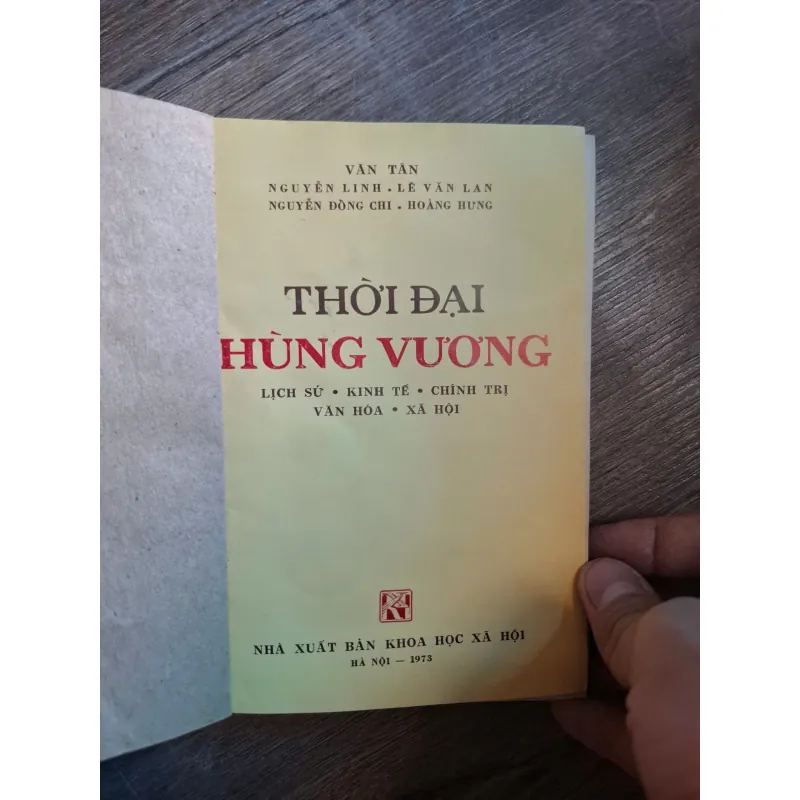 VĂN TÂN
NGUYỄN LINH . LÊ VĂN LAN
NGUYỄN ĐỔNG CHI . HOÀNG HƯNG
THỜI ĐẠI
HÙNG VƯƠNG
LỊCH SỬ • KINH TẾ • CHÍNH TRỊ
VĂN HÓA • XÃ HỘI
NHÀ XUẤT BẢN KHOA HỌC XÃ HỘI
HÀ NỘI — 1973